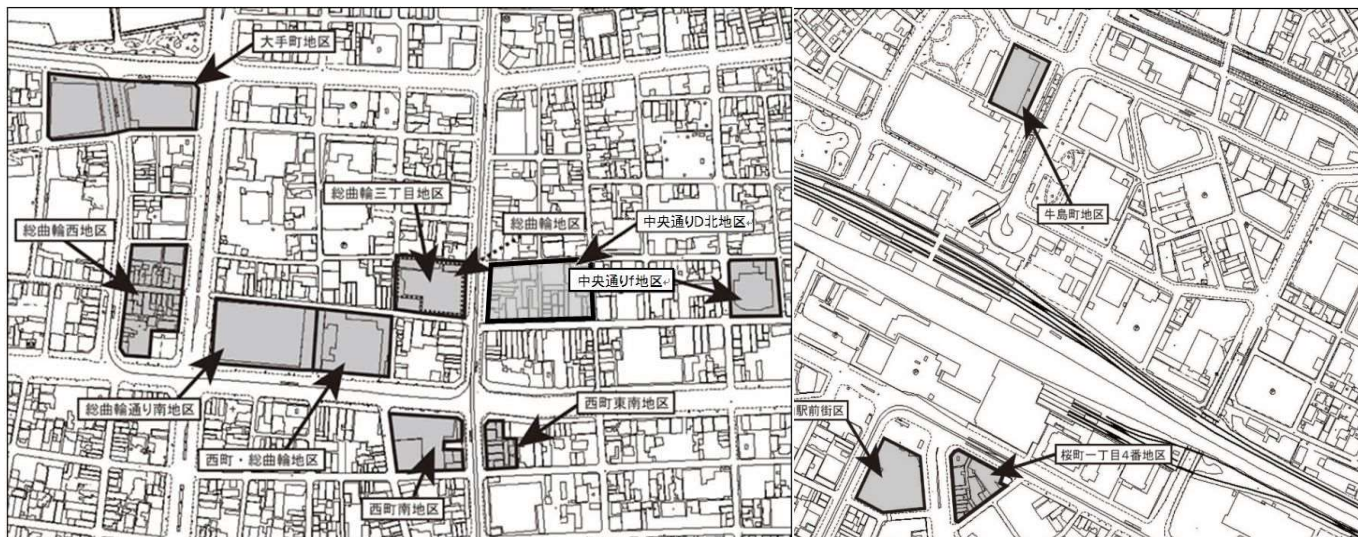 大手町地区
総曲輪三丁目地区
総曲輪地区
中央通りD北地区
総曲輪西地区
中央通りf地区
総曲輪通り南地区
西町東南地区
西町・総曲輪地区
西町南地区
牛島町地区
駅前街区
桜町一丁目4番地区